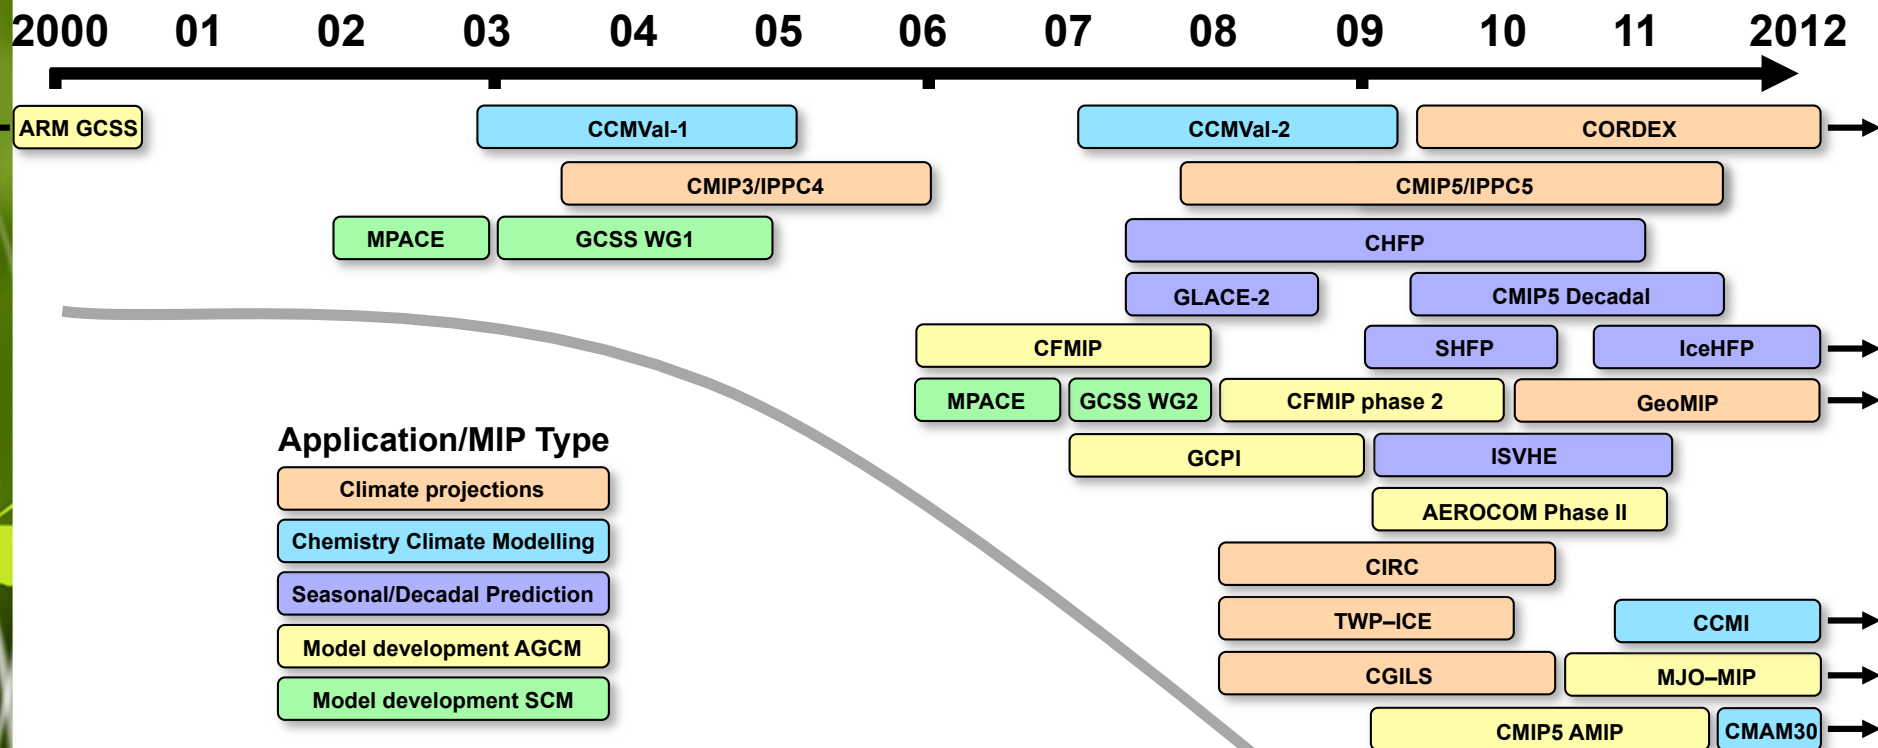 2000 01 02 03 04 05 06 07 08 09 10 11 2012
ARM GCSS CCMVal-1 CCMVal-2 CORDEX
CMIP3/IPPC4 CMIP5/IPPC5
MPACE GCSS WG1 CHFP
GLACE-2 CMIP5 Decadal
CFMIP SHFP IceHFP
MPACE GCSS WG2 CFMIP phase 2 GeoMIP
GCPI ISVHE
AEROCOM Phase II
CIRC
TWP–ICE CCMI
CGILS MJO–MIP
CMIP5 AMIP CMAM30
Application/MIP Type
Climate projections
Chemistry Climate Modelling
Seasonal/Decadal Prediction
Model development AGCM
Model development SCM